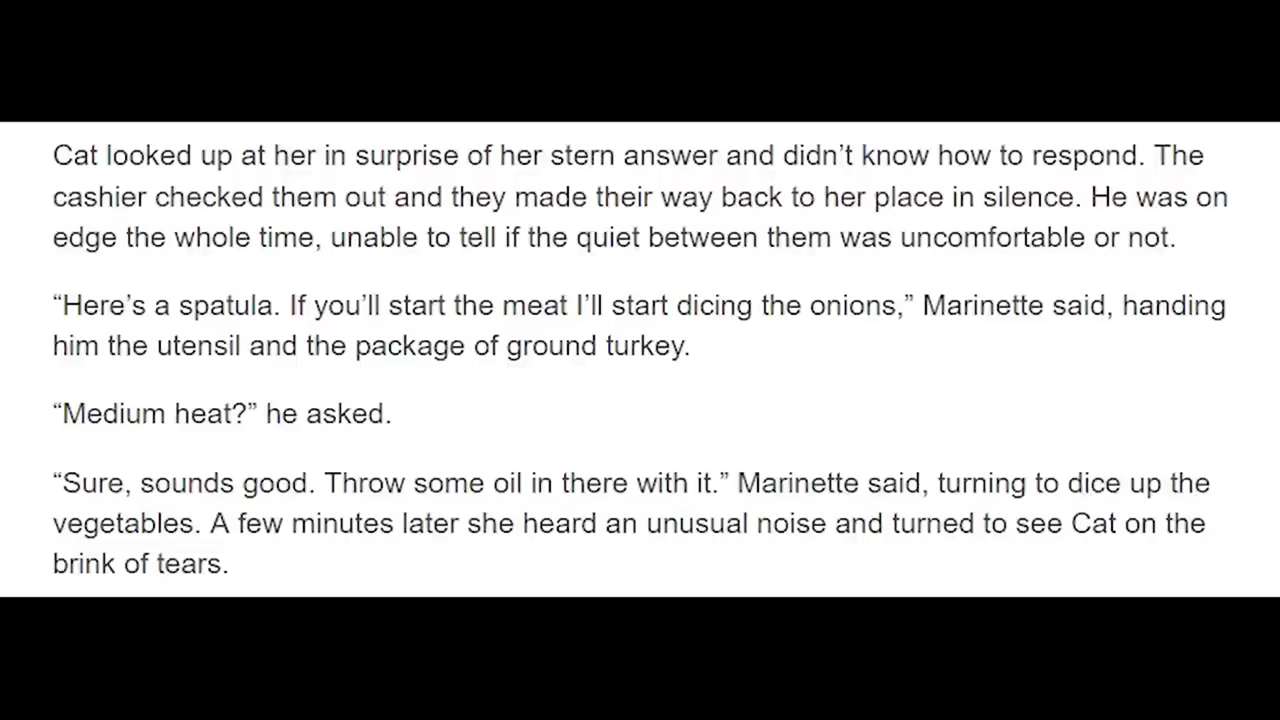 Cat looked up at her in surprise of her stern answer and didn’t know how to respond. The
cashier checked them out and they made their way back to her place in silence. He was on
edge the whole time, unable to tell if the quiet between them was uncomfortable or not.
“Here’s a spatula. If you’ll start the meat I’ll start dicing the onions,” Marinette said, handing
him the utensil and the package of ground turkey.
“Medium heat?” he asked.
“Sure, sounds good. Throw some oil in there with it.” Marinette said, turning to dice up the
vegetables. A few minutes later she heard an unusual noise and turned to see Cat on the
brink of tears.